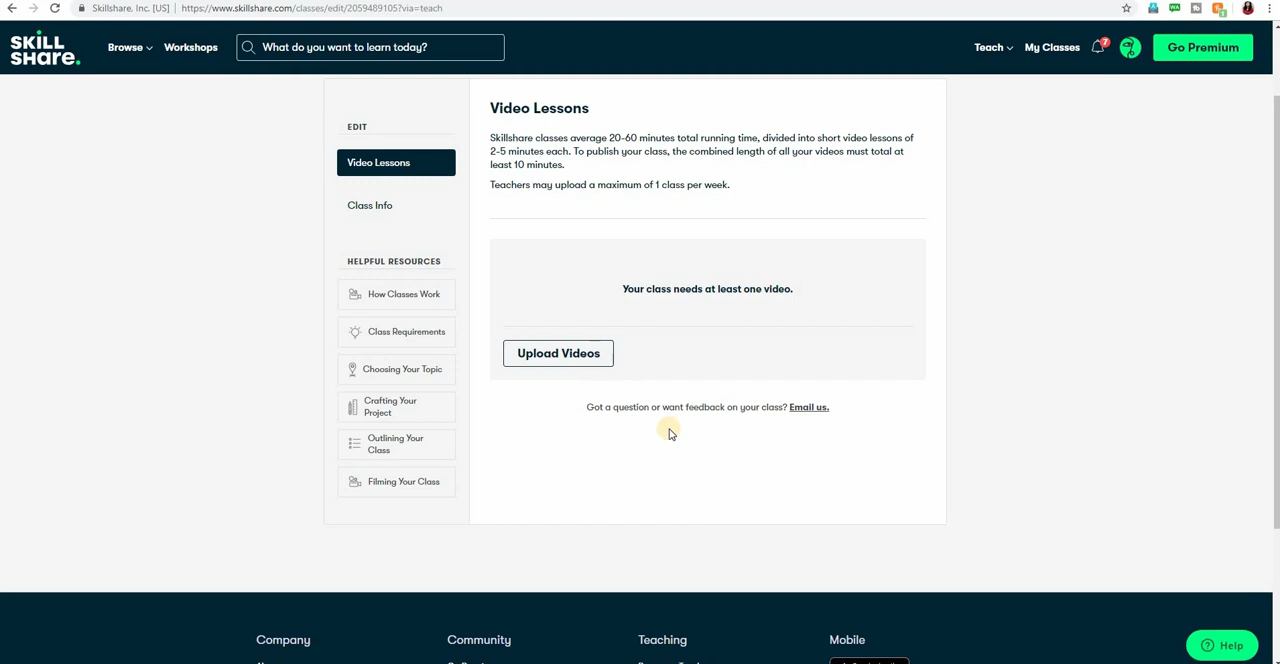 Skillshare, Inc. [US] | https://www.skillshare.com/classes/edit/2059489105?via=teach
SKILL
SHaRe.
Browse
Workshops
What do you want to learn today?
Teach
My Classes
7
Go Premium
EDIT
Video Lessons
Class Info
HELPFUL RESOURCES
How Classes Work
Class Requirements
Choosing Your Topic
Crafting Your
Project
Outlining Your
Class
Filming Your Class
Video Lessons
Skillshare classes average 20-60 minutes total running time, divided into short video lessons of
2-5 minutes each. To publish your class, the combined length of all your videos must total at
least 10 minutes.
Teachers may upload a maximum of 1 class per week.
Your class needs at least one video.
Upload Videos
Got a question or want feedback on your class? Email us.
Company
Community
Teaching
Mobile
Help